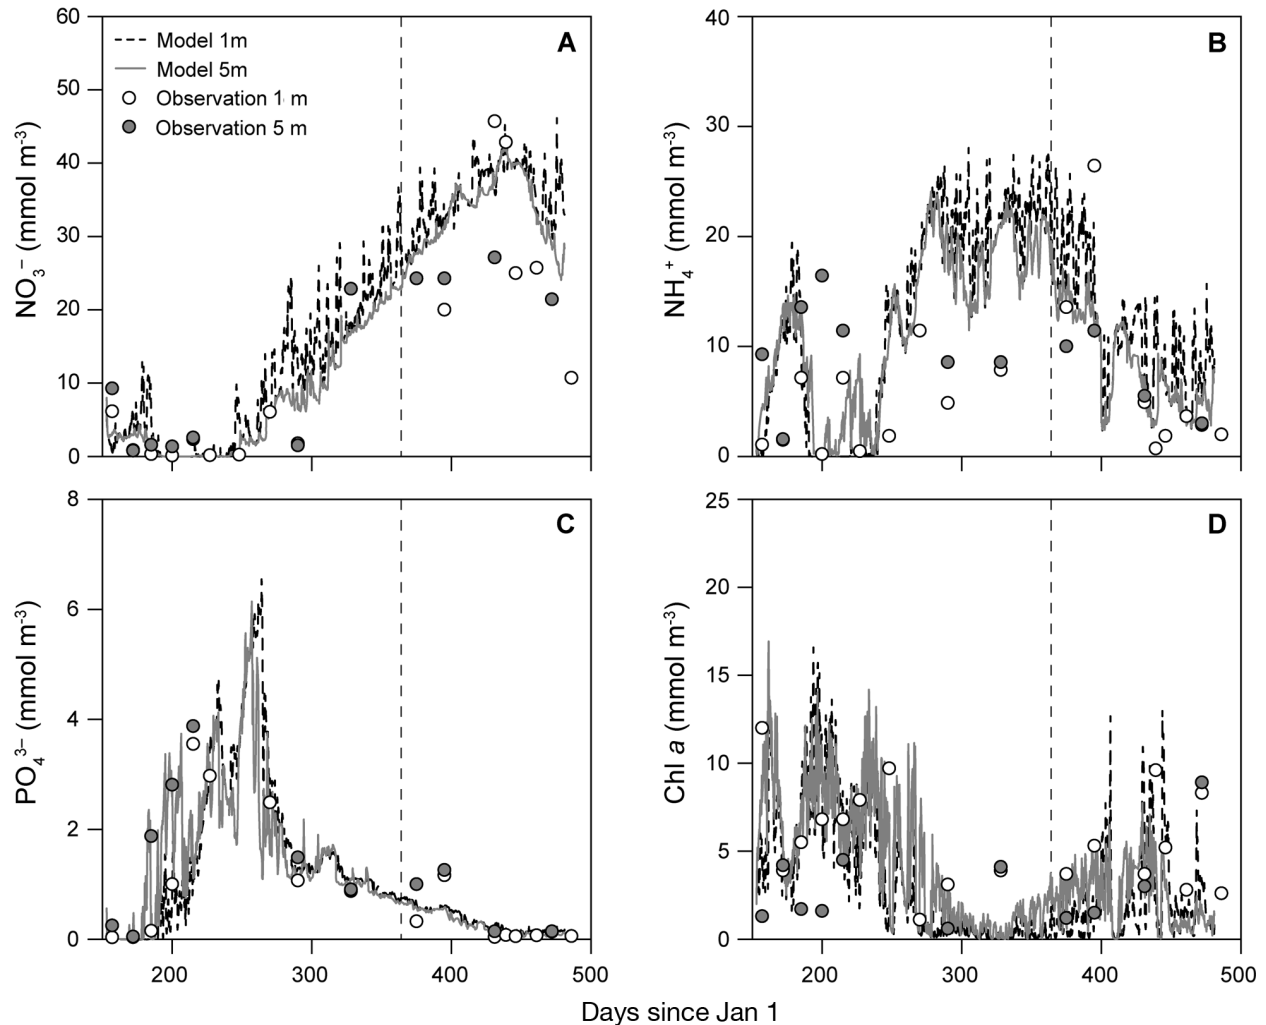 60
50
40
30
20
10
0
NO₃⁻ (mmol m⁻³)
Model 1m
Model 5m
Observation 1 m
Observation 5 m
A
40
30
20
10
0
NH₄⁺ (mmol m⁻³)
B
8
6
4
2
0
PO₄³⁻ (mmol m⁻³)
C
200
300
400
500
25
20
15
10
5
0
Chl a (mmol m⁻³)
D
200
300
400
500
Days since Jan 1